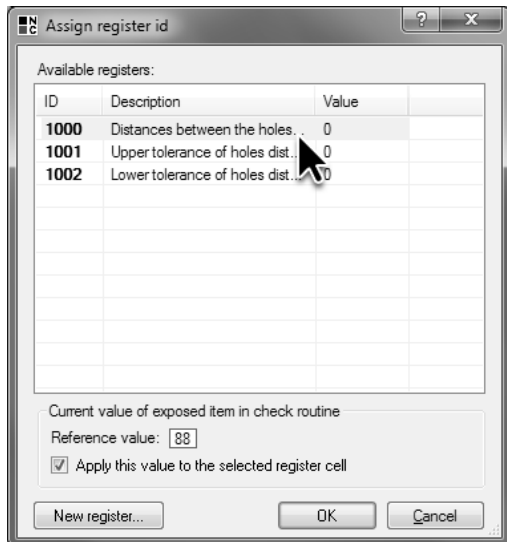 Assign register id
Available registers:
ID Description Value
1000 Distances between the holes. . 0
1001 Upper tolerance of holes dist... 0
1002 Lower tolerance of holes dist... 0
Current value of exposed item in check routine
Reference value: 88
Apply this value to the selected register cell
New register... OK Cancel